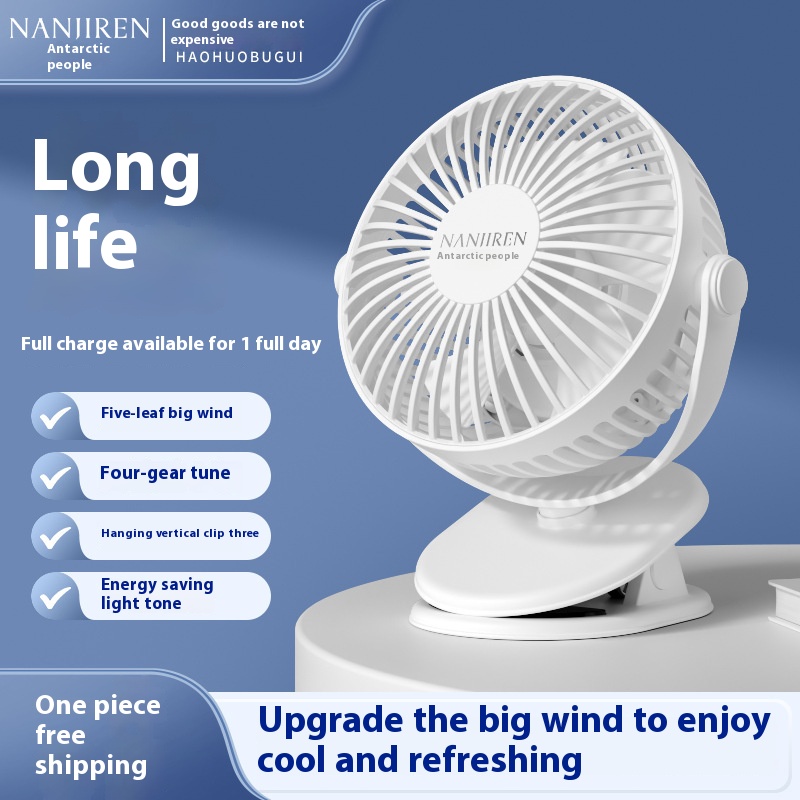 NANJIREN
Antarctic
people
Good goods are not
expensive
HAOHUOBUGUI
Long
life
Full charge available for 1 full day
Five-leaf big wind
Four-gear tune
Hanging vertical clip three
Energy saving
light tone
NANJIREN
Antarctic people
One piece
free
shipping
Upgrade the big wind to enjoy
cool and refreshing